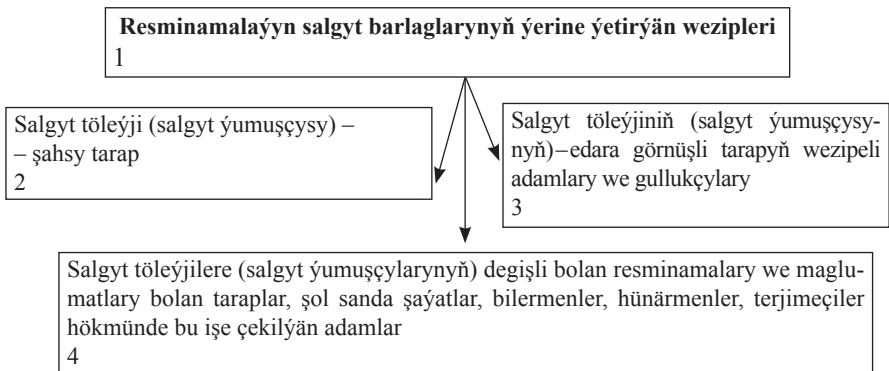 Resminamalaýyn salgyt barlaglarynyň ýerine ýetirýän wezipleri
1
Salgyt töleýji (salgyt ýumuşçysy) –
– şahsy tarap
2
Salgyt töleýjiniň (salgyt ýumuşçysy-
nyň)–edara görnüşli tarapyň wezipeli
adamlary we gullukçylary
3
Salgyt töleýjilere (salgyt ýumuşçylarynyň) degişli bolan resminamalary we maglu-
matlary bolan taraplar, şol sanda şaýatlar, bilermenler, hünärmenler, terjimeçiler
hökmünde bu işe çekilýän adamlar
4